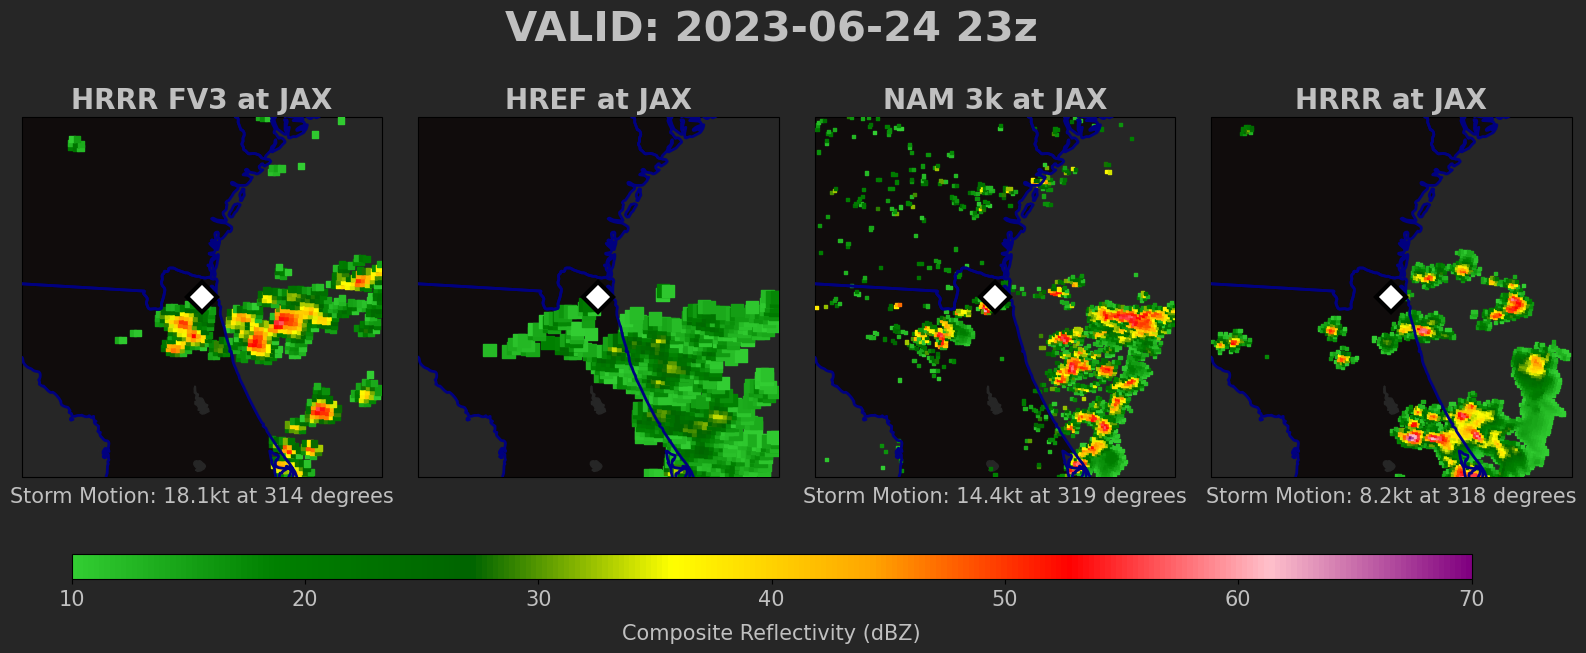 VALID: 2023-06-24 23z
HRRR FV3 at JAX
HREF at JAX
NAM 3k at JAX
HRRR at JAX
Storm Motion: 18.1kt at 314 degrees
Storm Motion: 14.4kt at 319 degrees
Storm Motion: 8.2kt at 318 degrees
10 20 30 40 50 60 70
Composite Reflectivity (dBZ)